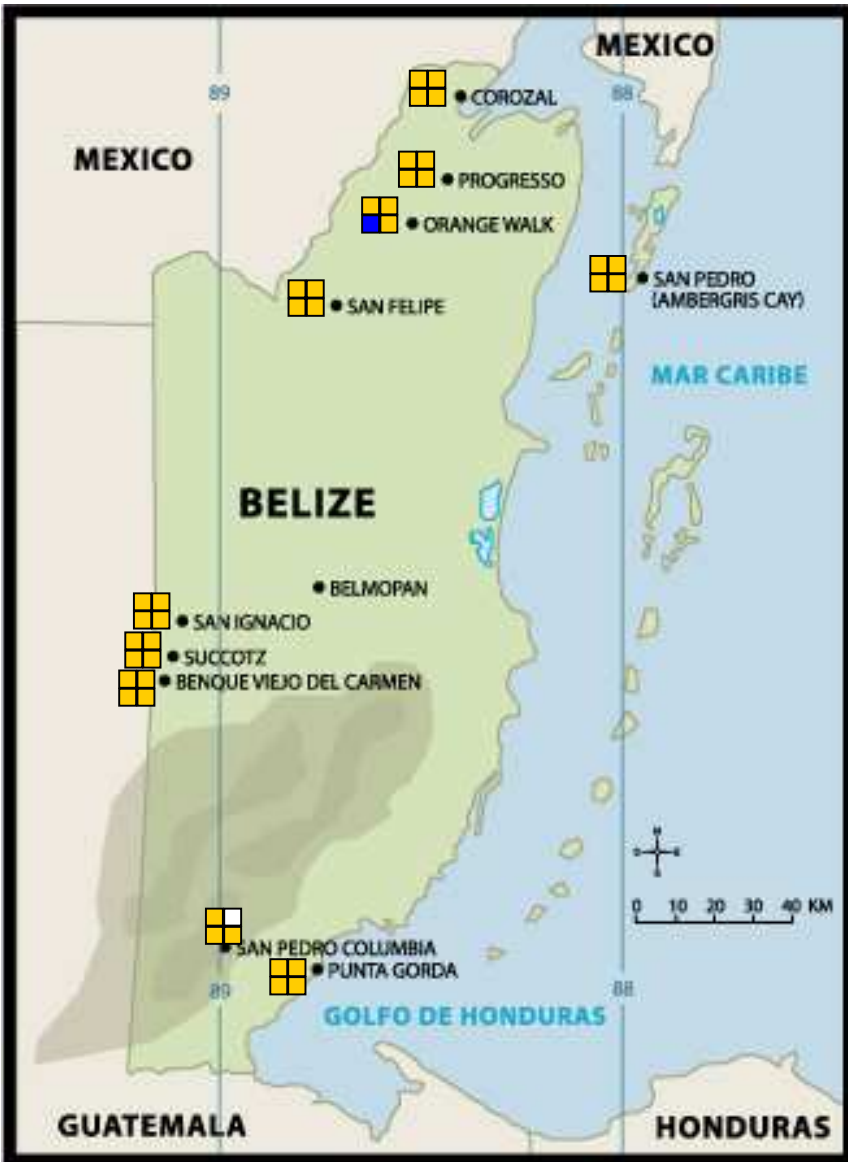 MEXICO
89
88
COROZAL
MEXICO
PROGRESSO
ORANGE WALK
SAN PEDRO
(AMBERGRIS CAY)
SAN FELIPE
MAR CARIBE
BELIZE
BELMOPAN
SAN IGNACIO
SUCCOTZ
BENQUE VIEJO DEL CARMEN
0 10 20 30 40 KM
SAN PEDRO COLUMBIA
PUNTA GORDA
89
88
GOLFO DE HONDURAS
GUATEMALA
HONDURAS